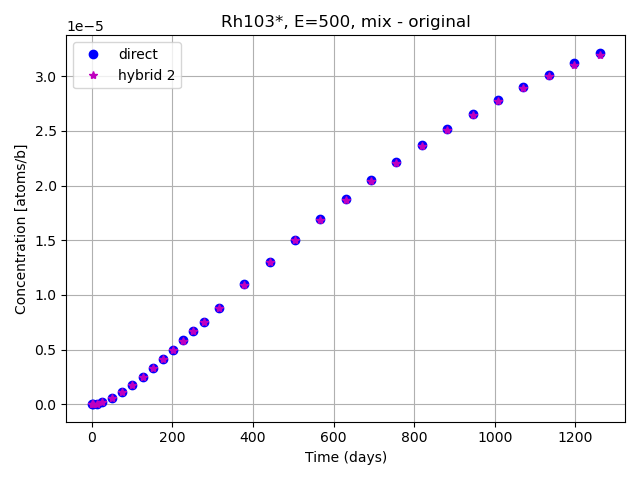 Rh103*, E=500, mix - original
1e−5
direct
hybrid 2
3.0
2.5
2.0
1.5
1.0
0.5
0.0
Concentration [atoms/b]
0 200 400 600 800 1000 1200
Time (days)